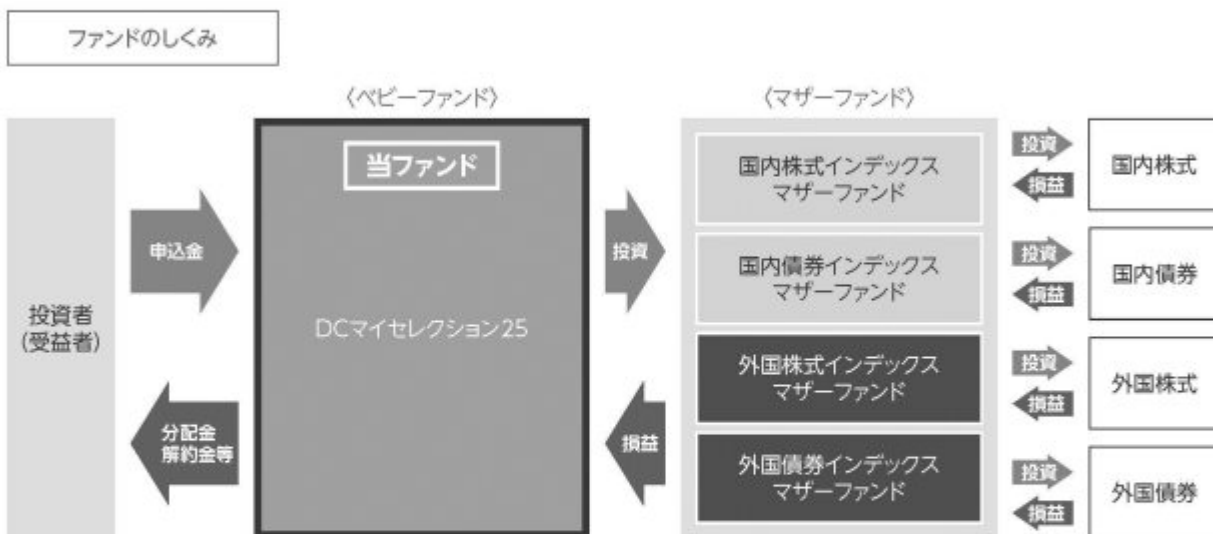 ファンドのしくみ
〈ベビーファンド〉
〈マザーファンド〉
投資者
(受益者)
申込金
分配金
解約金等
当ファンド
DCマイセレクション25
投資
損益
国内株式インデックス
マザーファンド
投資
損益
国内株式
国内債券インデックス
マザーファンド
投資
損益
国内債券
外国株式インデックス
マザーファンド
投資
損益
外国株式
外国債券インデックス
マザーファンド
投資
損益
外国債券